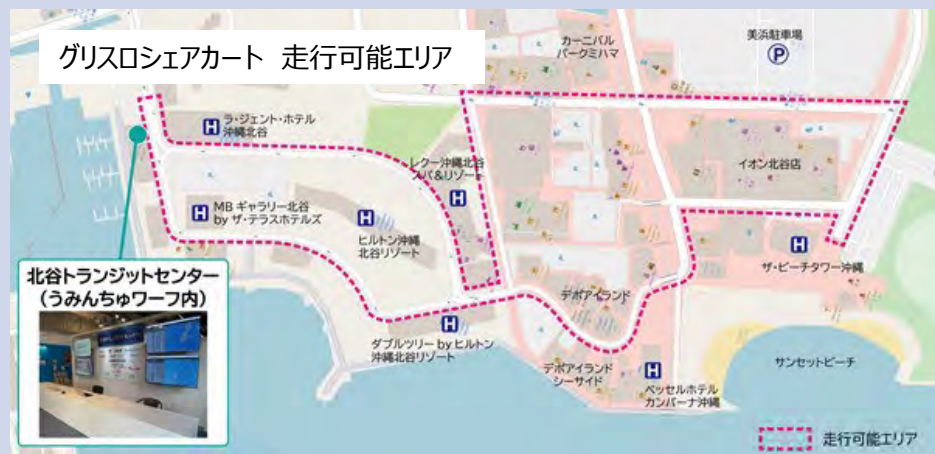 グリスロシェアカート 走行可能エリア
カーニバル
パークミハマ
美浜駐車場
P
H ラ・ジェント・ホテル
沖縄北谷
レクー沖縄北谷
スパ&リゾート
H
イオン北谷店
H MB ギャラリー北谷
by ザ・テラスホテルズ
H
ヒルトン沖縄
北谷リゾート
H
ザ・ビーチタワー沖縄
北谷トランジットセンター
(うみんちゅワーフ内)
デポアイランド
H
ダブルツリー by ヒルトン
沖縄北谷リゾート
デポアイランド
シーサイド
H
ベッセルホテル
カンパーナ沖縄
サンセットビーチ
走行可能エリア